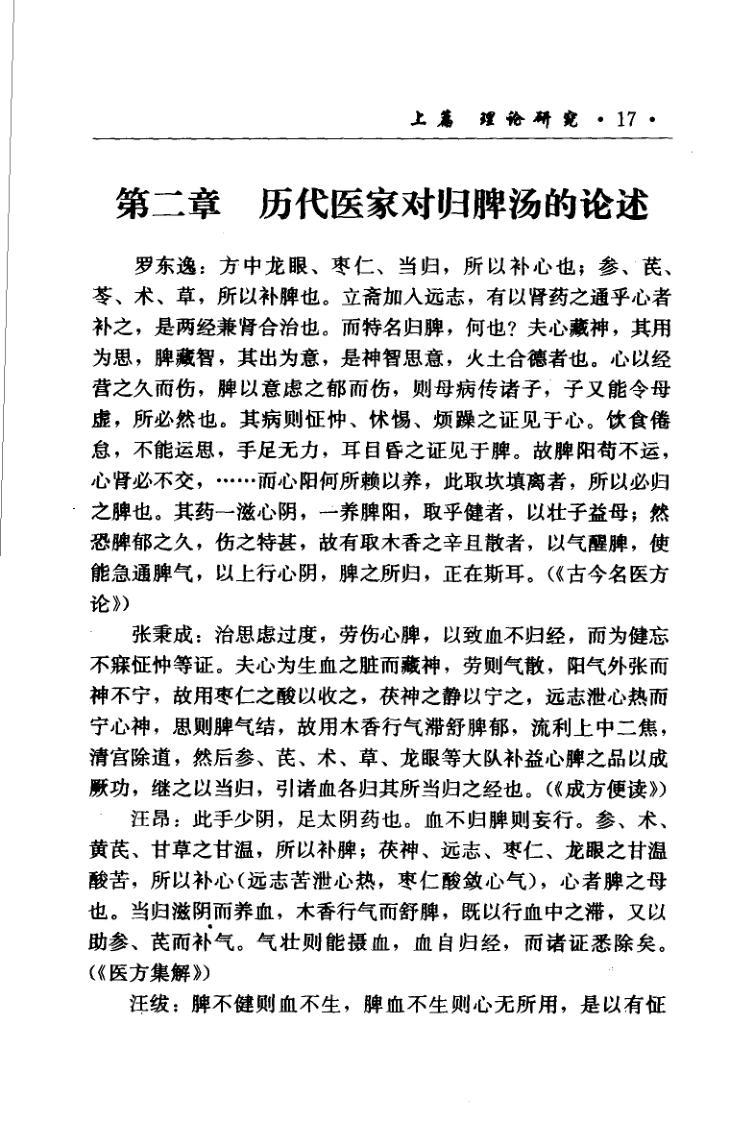 上篇 理论研究 · 17 ·
第二章 历代医家对归脾汤的论述
罗东逸：方中龙眼、枣仁、当归，所以补心也；参、芪、
苓、术、草，所以补脾也。立斋加入远志，有以肾药之通乎心者
补之，是两经兼肾合治也。而特名归脾，何也？夫心藏神，其用
为思，脾藏智，其出为意，是神智思意，火土合德者也。心以经
营之久而伤，脾以意虑之郁而伤，则母病传诸子，子又能令母
虚，所必然也。其病则怔忡、怵惕、烦躁之证见于心。饮食倦
怠，不能运思，手足无力，耳目昏之证见于脾。故脾阳苟不运，
心肾必不交，……而心阳何所赖以养，此取坎填离者，所以必归
之脾也。其药一滋心阴，一养脾阳，取乎健者，以壮子益母；然
恐脾郁之久，伤之特甚，故有取木香之辛且散者，以气醒脾，使
能急通脾气，以上行心阴，脾之所归，正在斯耳。（《古今名医方
论》）
张秉成：治思虑过度，劳伤心脾，以致血不归经，而为健忘
不寐怔忡等证。夫心为生血之脏而藏神，劳则气散，阳气外张而
神不宁，故用枣仁之酸以收之，茯神之静以宁之，远志泄心热而
宁心神，思则脾气结，故用木香行气滞舒脾郁，流利上中二焦，
清宫除道，然后参、芪、术、草、龙眼等大队补益心脾之品以成
厥功，继之以当归，引诸血各归其所当归之经也。（《成方便读》）
汪昂：此手少阴，足太阴药也。血不归脾则妄行。参、术、
黄芪、甘草之甘温，所以补脾；茯神、远志、枣仁、龙眼之甘温
酸苦，所以补心（远志苦泄心热，枣仁酸敛心气），心者脾之母
也。当归滋阴而养血，木香行气而舒脾，既以行血中之滞，又以
助参、芪而补气。气壮则能摄血，血自归经，而诸证悉除矣。
（《医方集解》）
汪绂：脾不健则血不生，脾血不生则心无所用，是以有怔